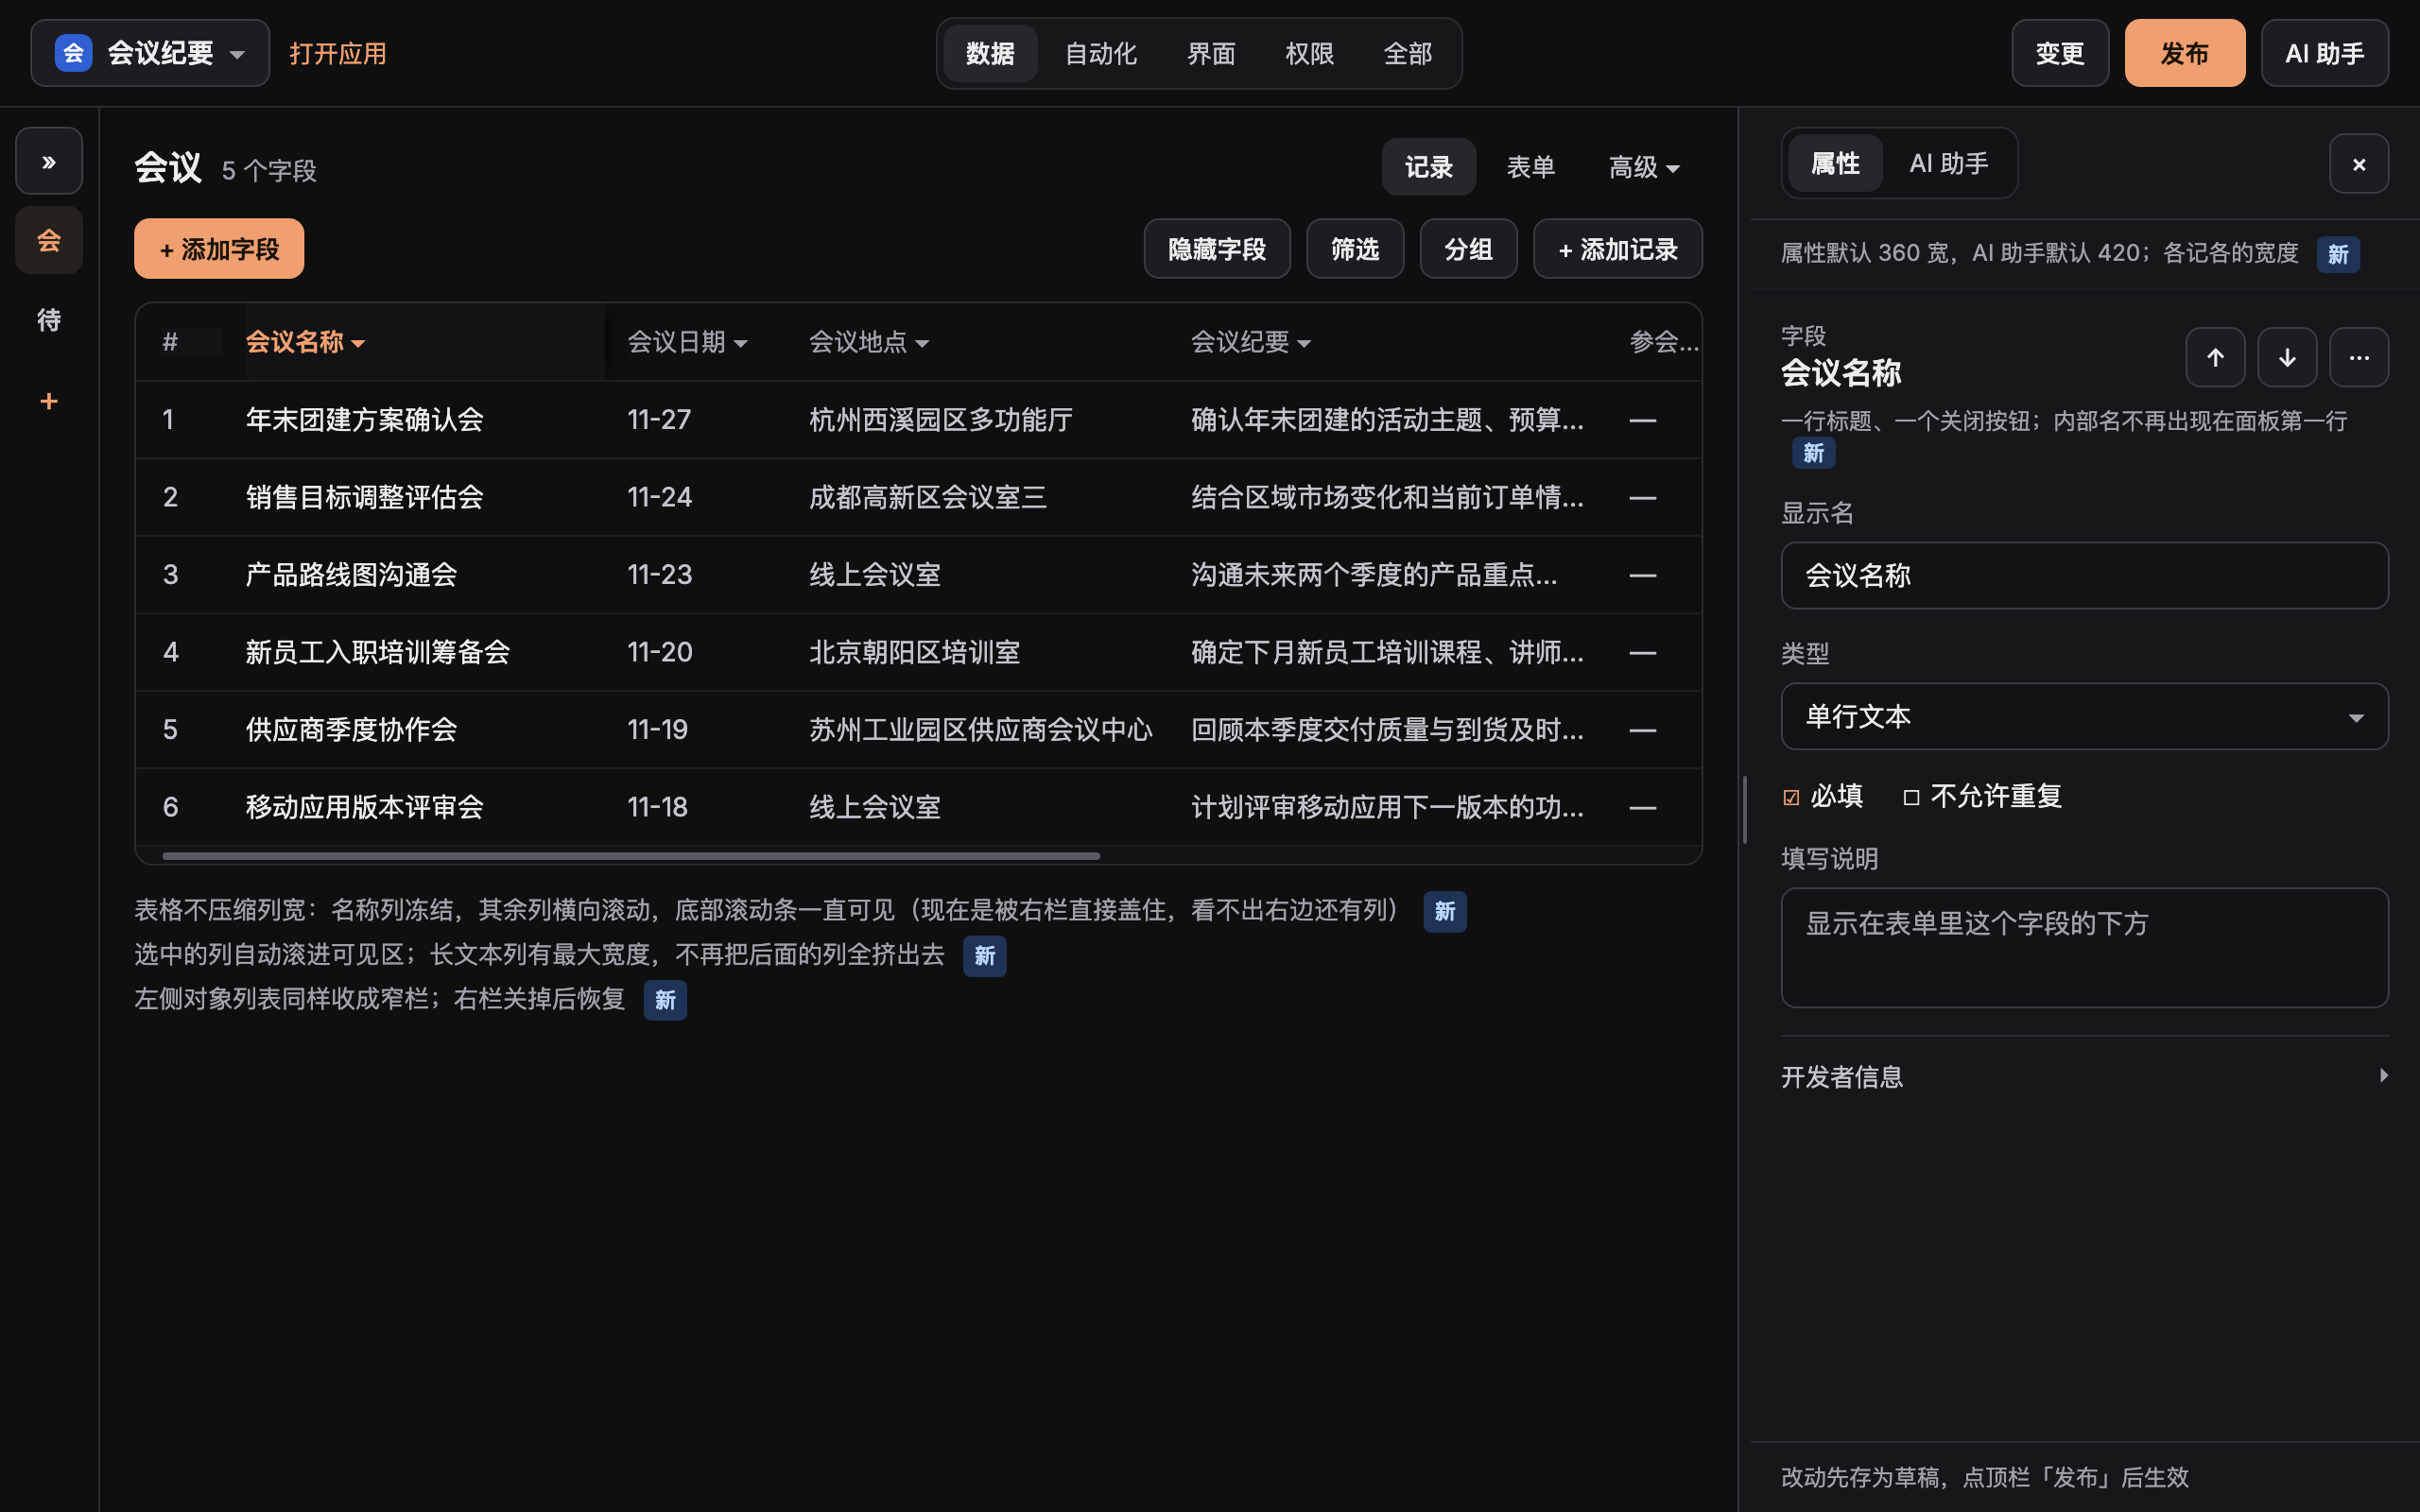 会 会议纪要 打开应用 数据 自动化 界面 权限 全部 变更 发布 AI 助手
»
会
待
+
会议 5 个字段 记录 表单 高级
+ 添加字段 隐藏字段 筛选 分组 + 添加记录
# 会议名称 会议日期 会议地点 会议纪要 参会...
1 年末团建方案确认会 11-27 杭州西溪园区多功能厅 确认年末团建的活动主题、预算... —
2 销售目标调整评估会 11-24 成都高新区会议室三 结合区域市场变化和当前订单情... —
3 产品路线图沟通会 11-23 线上会议室 沟通未来两个季度的产品重点... —
4 新员工入职培训筹备会 11-20 北京朝阳区培训室 确定下月新员工培训课程、讲师... —
5 供应商季度协作会 11-19 苏州工业园区供应商会议中心 回顾本季度交付质量与到货及时... —
6 移动应用版本评审会 11-18 线上会议室 计划评审移动应用下一版本的功... —
表格不压缩列宽：名称列冻结，其余列横向滚动，底部滚动条一直可见（现在是被右栏直接盖住，看不出右边还有列） 新
选中的列自动滚进可见区；长文本列有最大宽度，不再把后面的列全挤出去 新
左侧对象列表同样收成窄栏；右栏关掉后恢复 新
属性 AI 助手 ×
属性默认 360 宽，AI 助手默认 420；各记各的宽度 新
字段
会议名称 ↑ ↓ ···
一行标题、一个关闭按钮；内部名不再出现在面板第一行
新
显示名
会议名称
类型
单行文本
☑ 必填 ☐ 不允许重复
填写说明
显示在表单里这个字段的下方
开发者信息
改动先存为草稿，点顶栏「发布」后生效